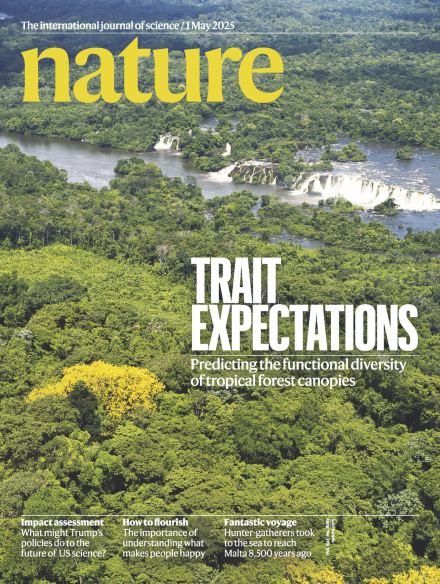 The international journal of science / 1 May 2025
nature
TRAIT
EXPECTATIONS
Predicting the functional diversity
of tropical forest canopies
Impact assessment
What might Trump's
policies do to the
future of US science?
How to flourish
The importance of
understanding what
makes people happy
Fantastic voyage
Hunter-gatherers took
to the sea to reach
Malta 8,500 years ago